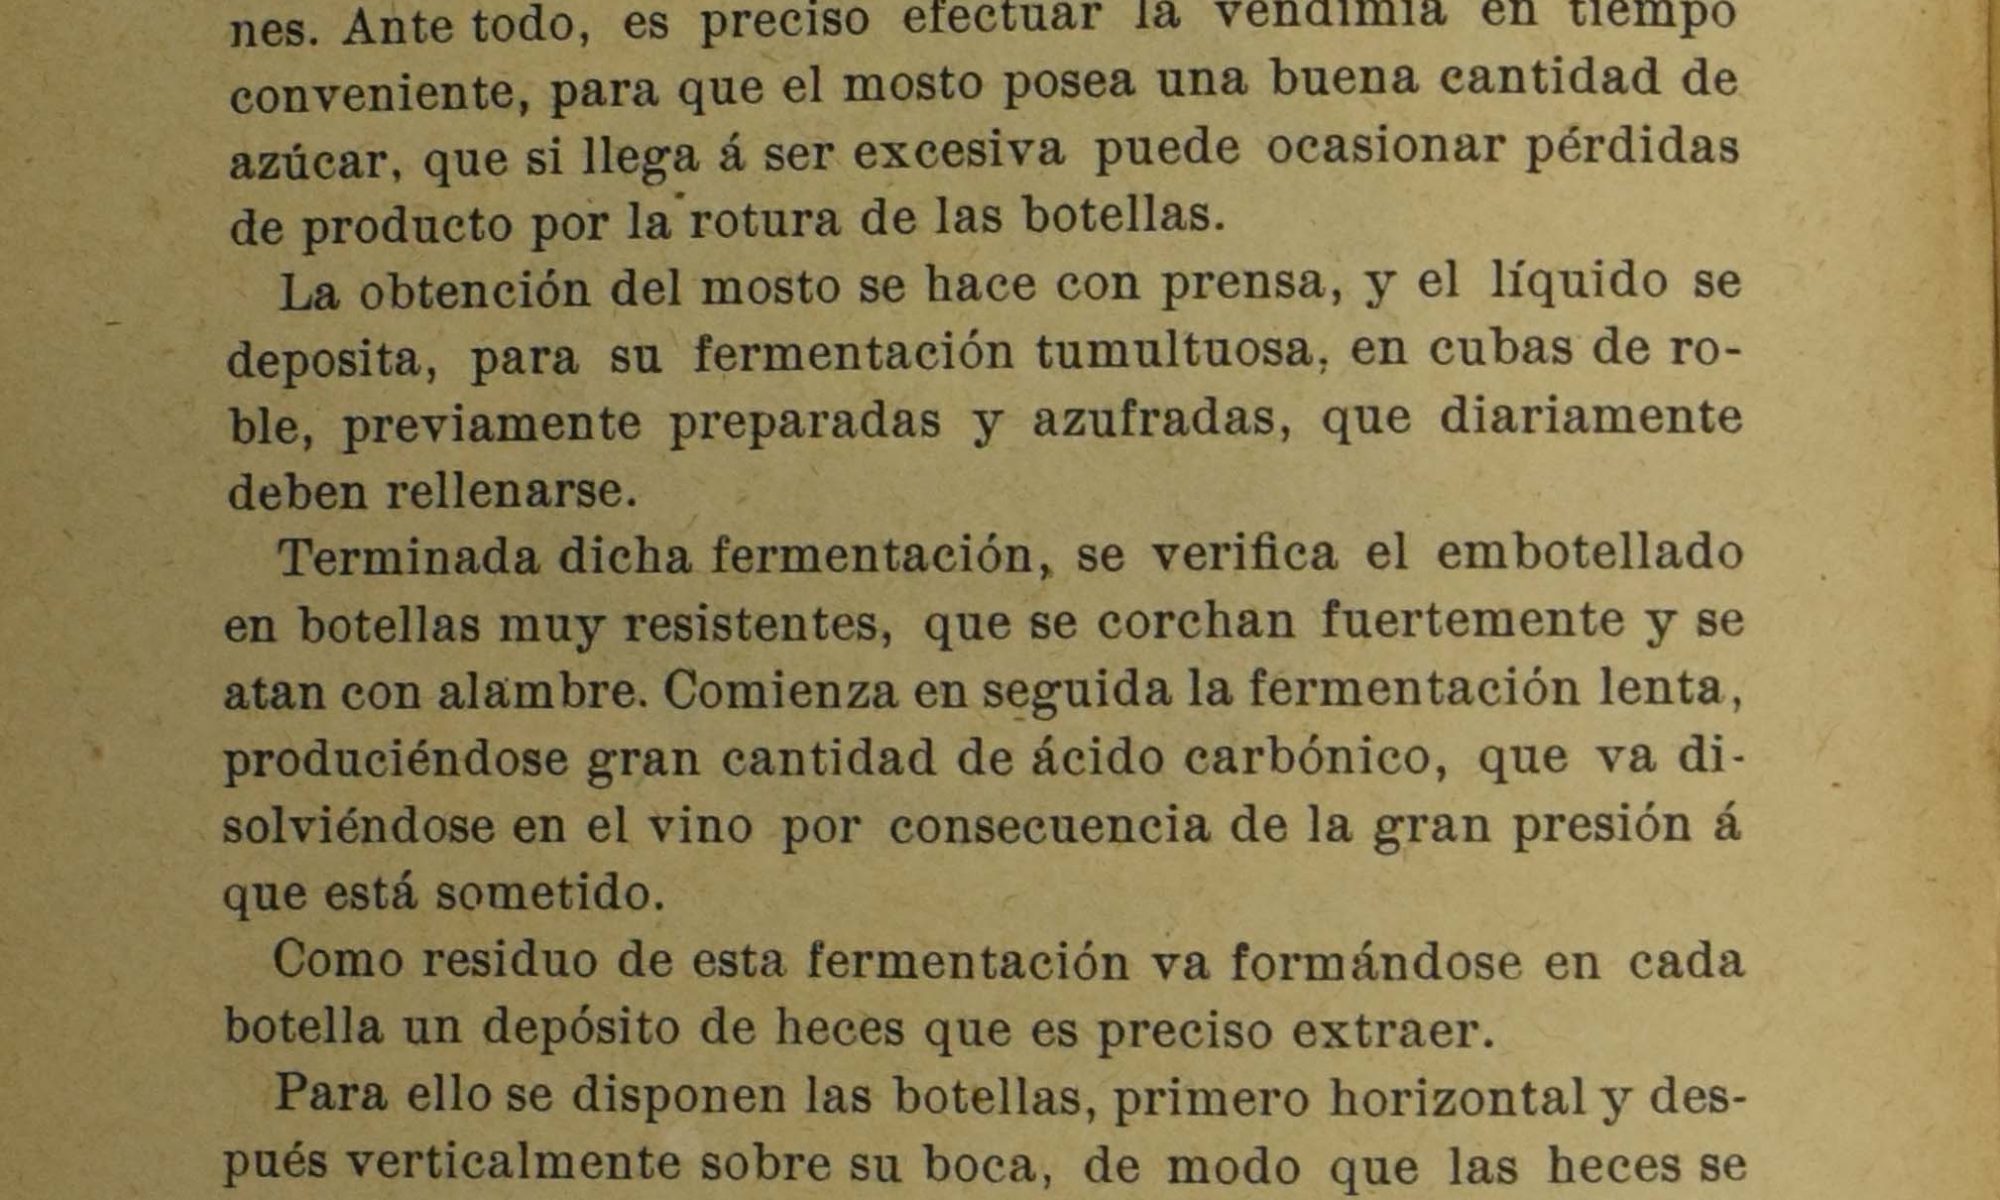 nes. Ante todo, es preciso efectuar la vendimia en tiempo
conveniente, para que el mosto posea una buena cantidad de
azúcar, que si llega á ser excesiva puede ocasionar pérdidas
de producto por la rotura de las botellas.
La obtención del mosto se hace con prensa, y el líquido se
deposita, para su fermentación tumultuosa, en cubas de ro-
ble, previamente preparadas y azufradas, que diariamente
deben rellenarse.
Terminada dicha fermentación, se verifica el embotellado
en botellas muy resistentes, que se corchan fuertemente y se
atan con alambre. Comienza en seguida la fermentación lenta,
produciéndose gran cantidad de ácido carbónico, que va di-
solviéndose en el vino por consecuencia de la gran presión á
que está sometido.
Como residuo de esta fermentación va formándose en cada
botella un depósito de heces que es preciso extraer.
Para ello se disponen las botellas, primero horizontal y des-
pués verticalmente sobre su boca, de modo que las heces se